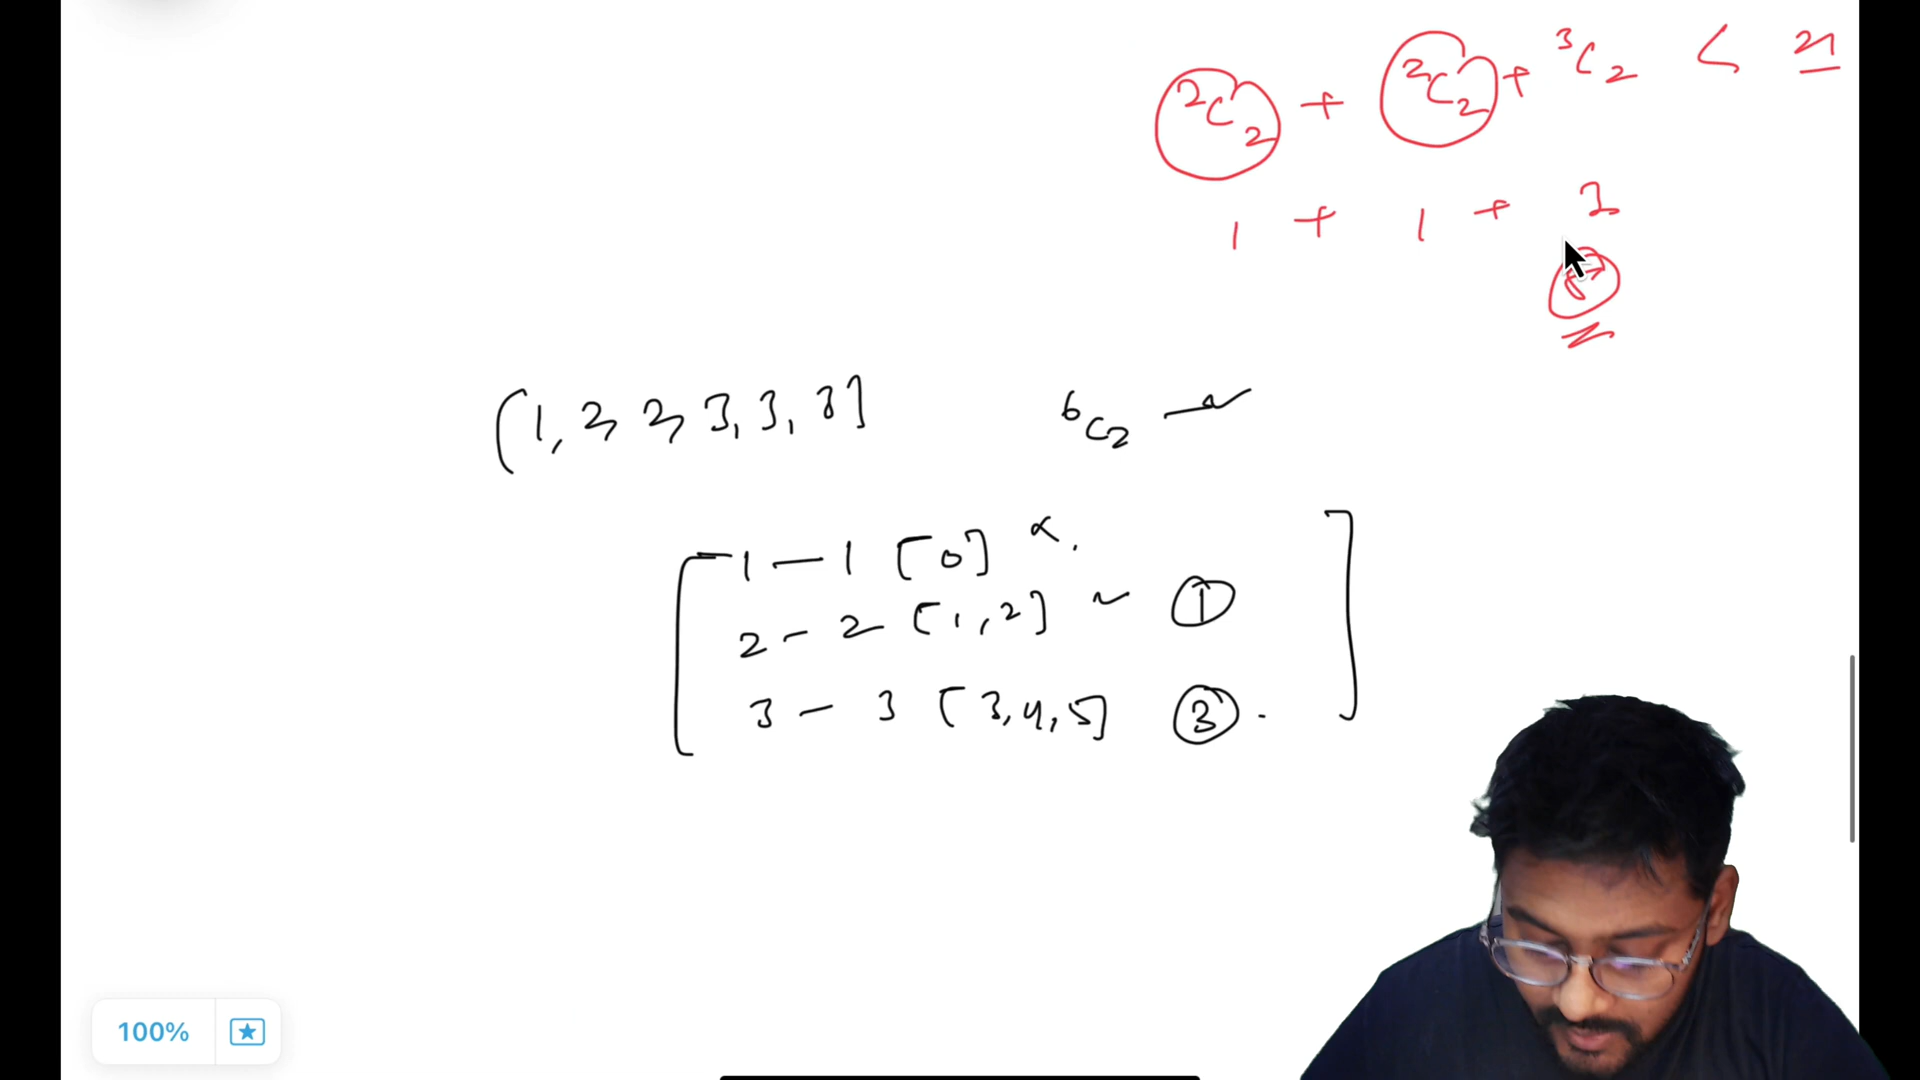 ²C₂ + ²C₂ + ³C₂ < 21
1 + 1 + 3
(1, 2, 2, 3, 3, 3] ⁶C₂
1 - 1 [0] x.
2 - 2 [1, 2] ~ ①
3 - 3 [3, 4, 5] ③.
100%